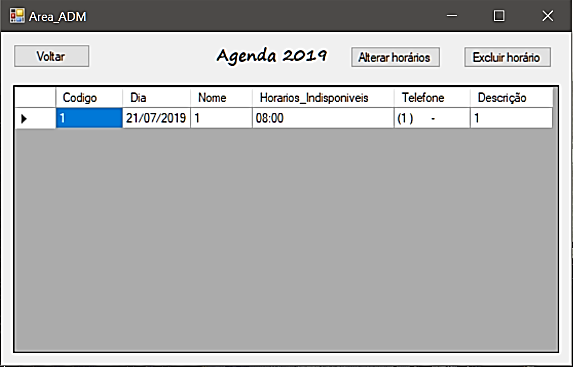 Area_ADM
Voltar Agenda 2019 Alterar horários Excluir horário
Codigo Dia Nome Horarios_Indisponiveis Telefone Descrição
1 21/07/2019 1 08:00 (1 ) - 1